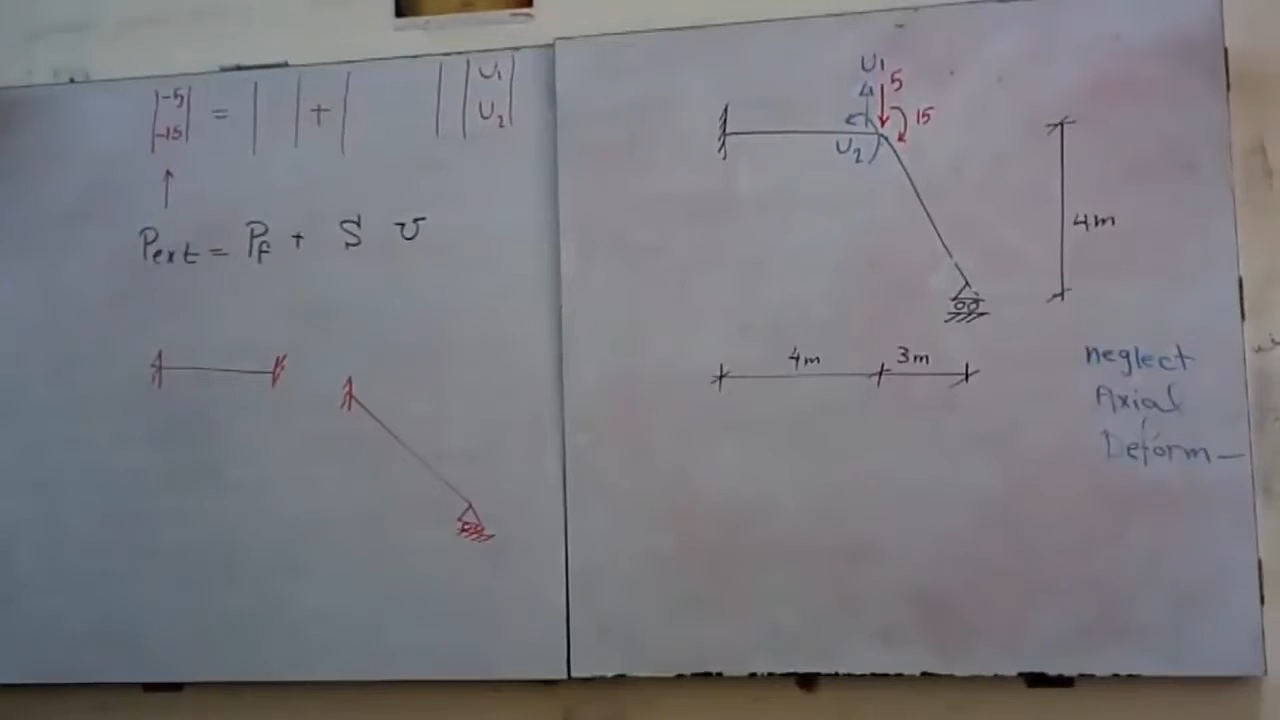 |-5| = | | + | | |U1|
|-15| |U2|
Pext = Pf + S U
U1
5
4
15
U2
4m
4m 3m
neglect
Axial
Deform-